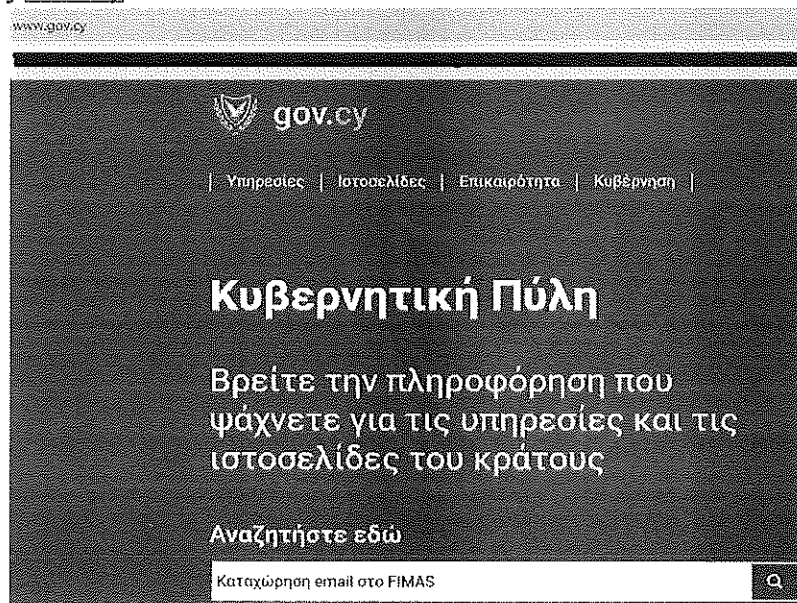 www.gov.cy
gov.cy
| Υπηρεσίες | Ιστοσελίδες | Επικαιρότητα | Κυβέρνηση |
Κυβερνητική Πύλη
Βρείτε την πληροφόρηση που
ψάχνετε για τις υπηρεσίες και τις
ιστοσελίδες του κράτους
Αναζητήστε εδώ
Καταχώρηση email στο FIMAS